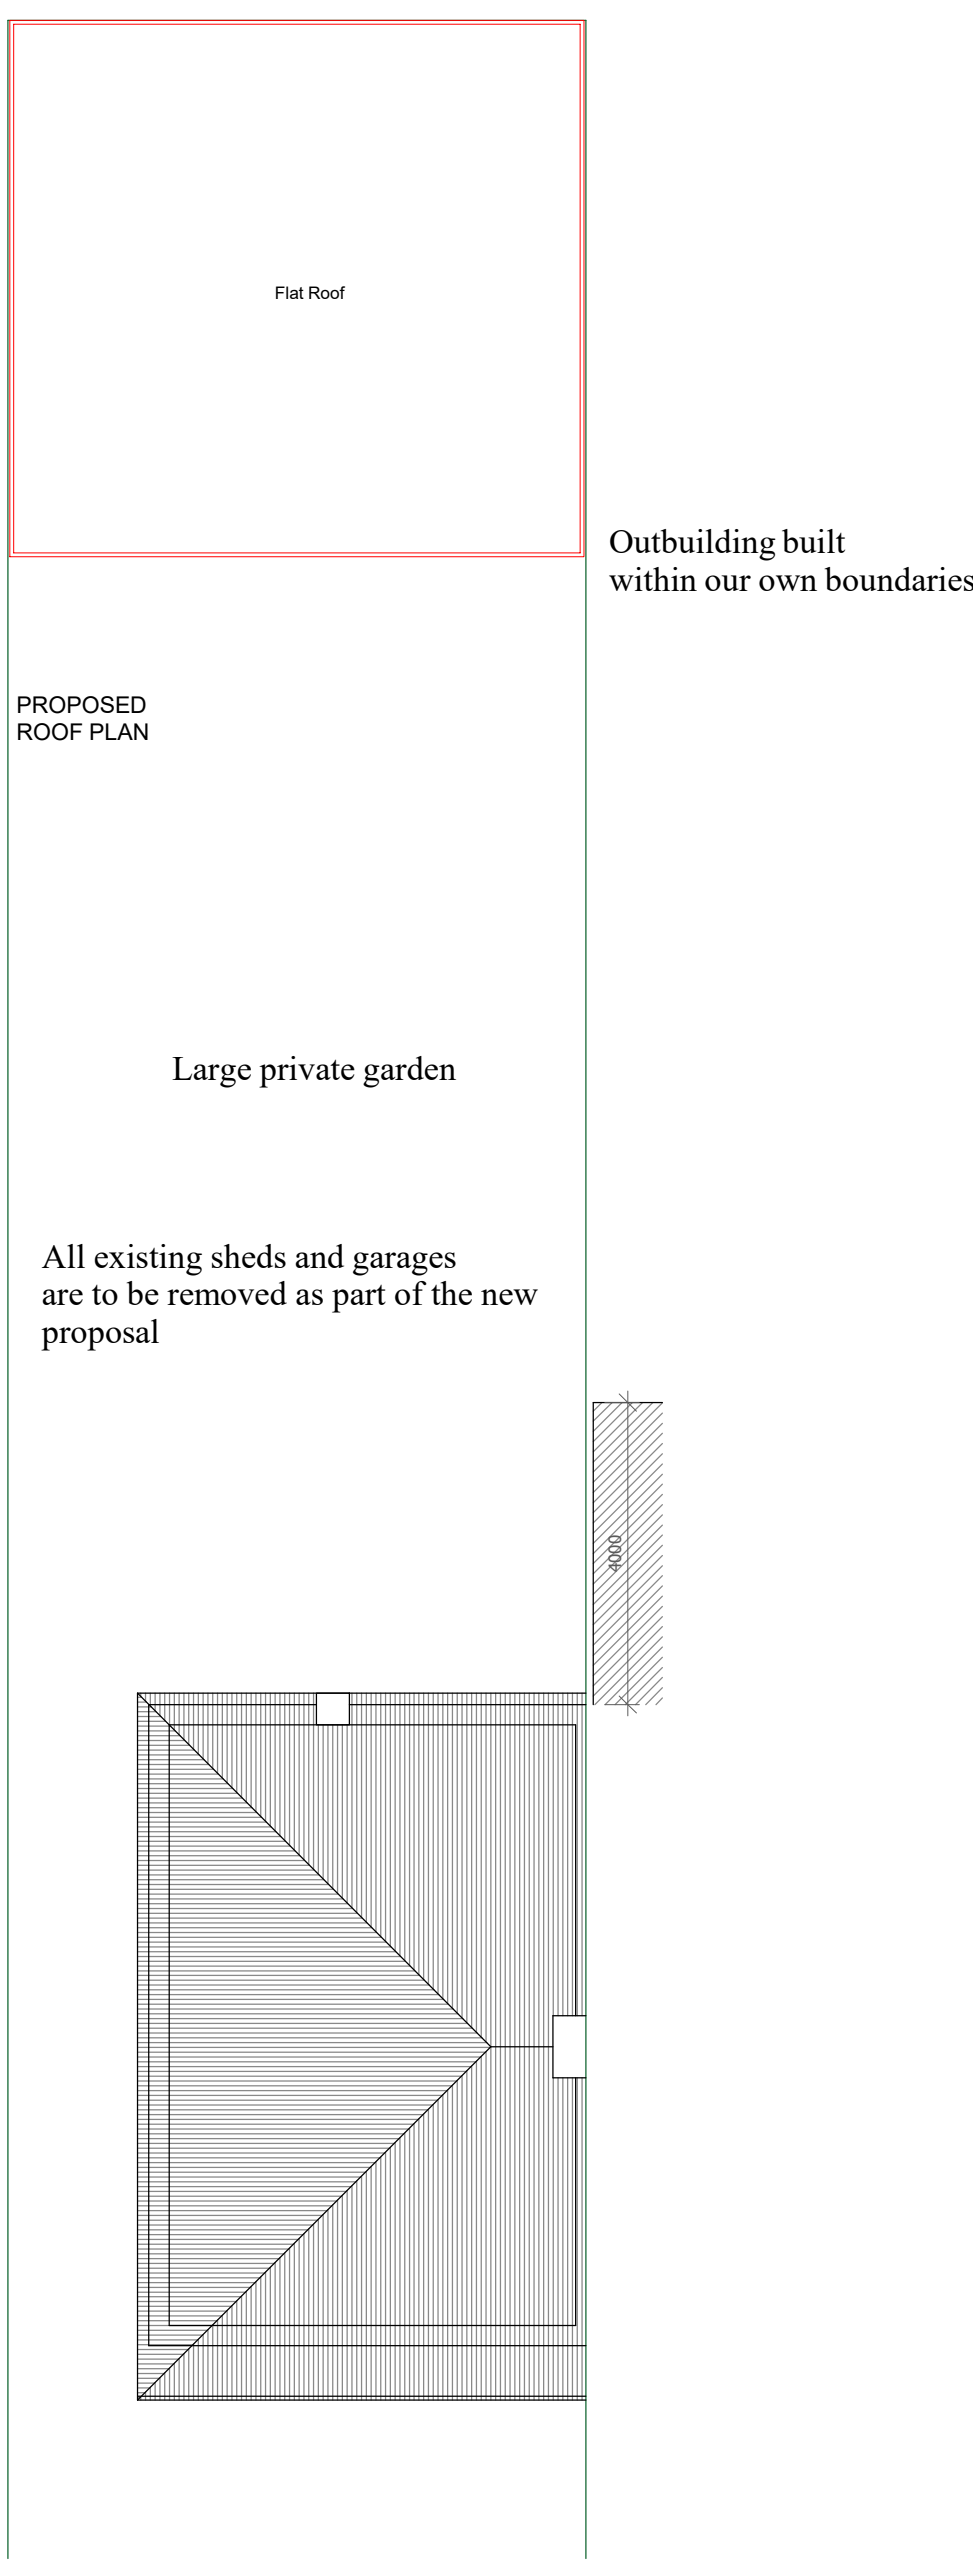 Flat Roof
Outbuilding built
within our own boundaries
PROPOSED
ROOF PLAN
Large private garden
All existing sheds and garages
are to be removed as part of the new
proposal
4000